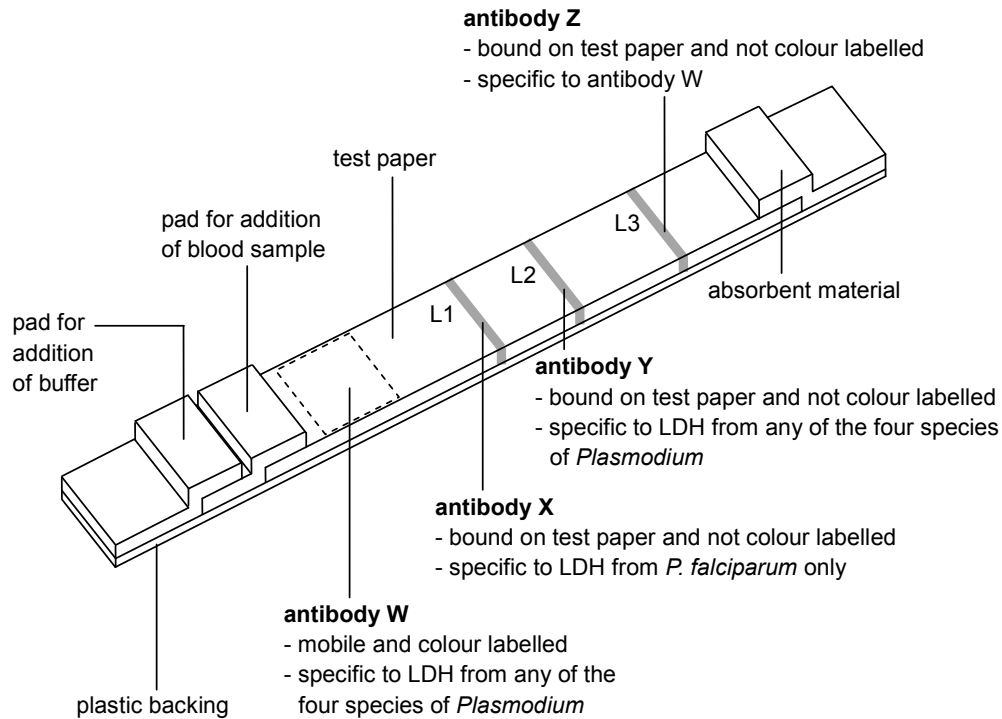 antibody Z
- bound on test paper and not colour labelled
- specific to antibody W
test paper
pad for addition
of blood sample
L3
L2
absorbent material
L1
pad for
addition
of buffer
antibody Y
- bound on test paper and not colour labelled
- specific to LDH from any of the four species
of Plasmodium
antibody X
- bound on test paper and not colour labelled
- specific to LDH from P. falciparum only
antibody W
- mobile and colour labelled
- specific to LDH from any of the
four species of Plasmodium
plastic backing